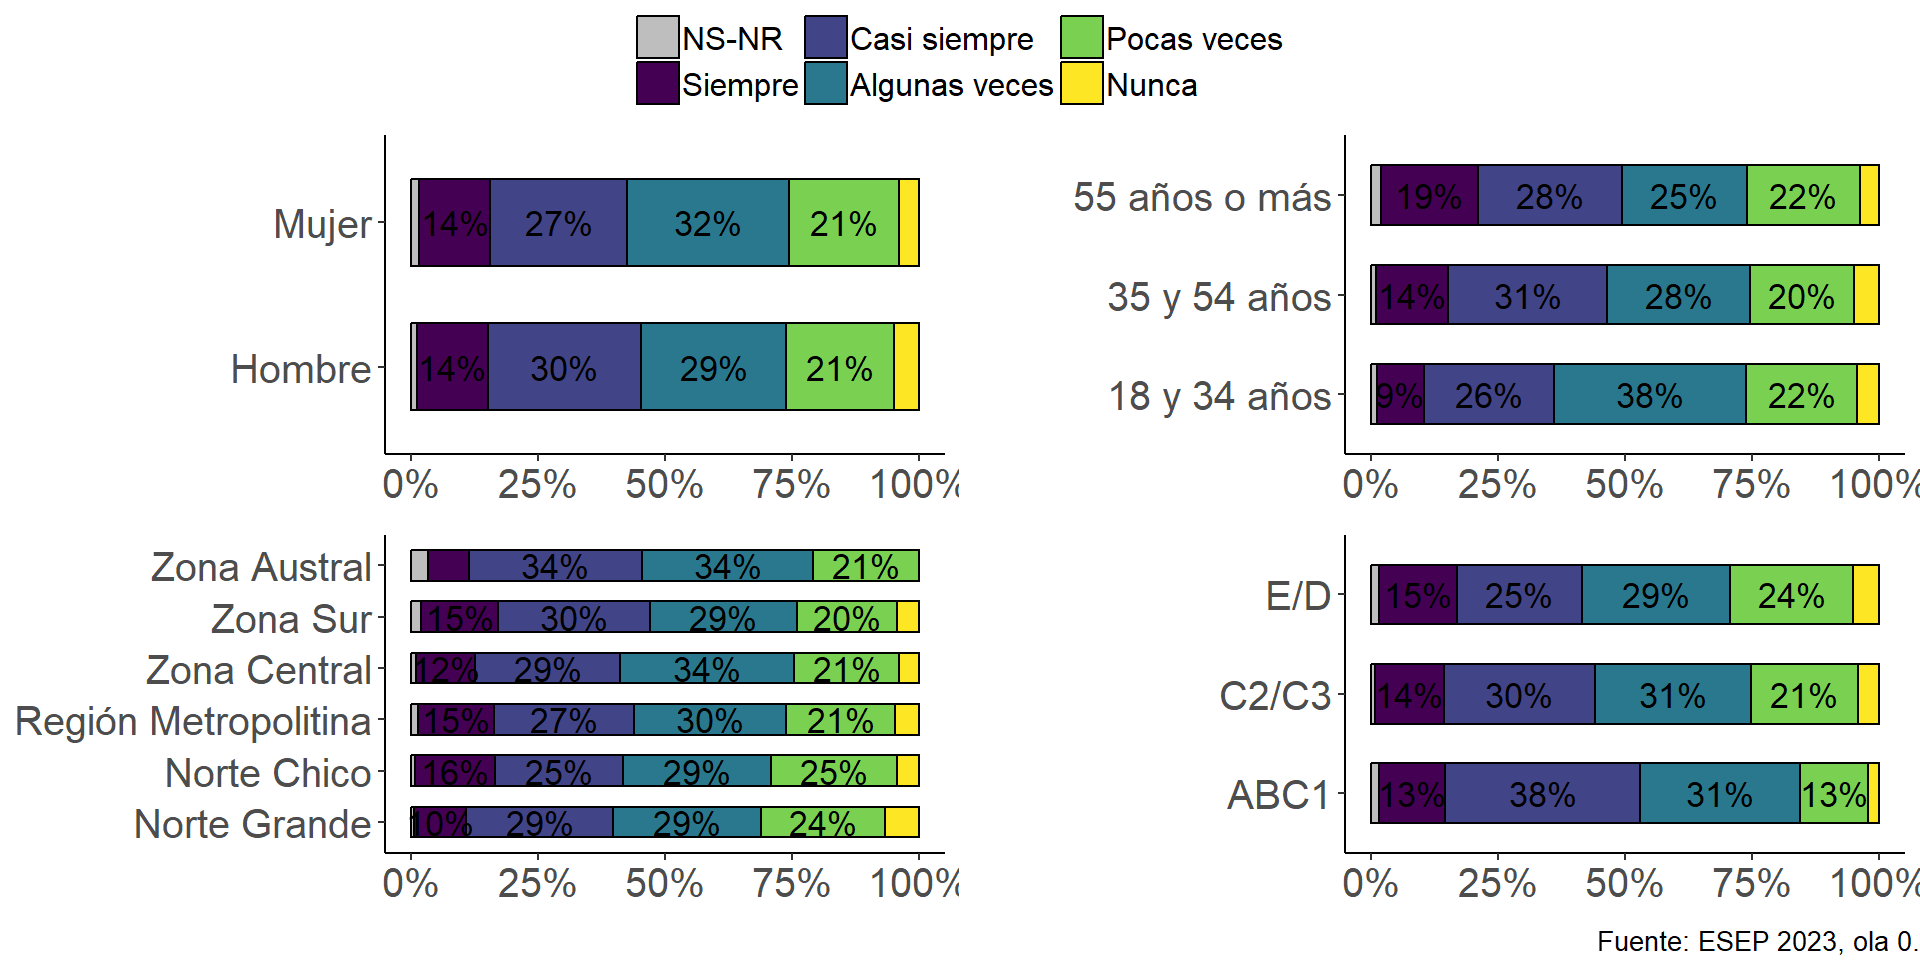 NS-NR Casi siempre Pocas veces
Siempre Algunas veces Nunca
Mujer 14% 27% 32% 21%
Hombre 14% 30% 29% 21%
0% 25% 50% 75% 100%
55 años o más 19% 28% 25% 22%
35 y 54 años 14% 31% 28% 20%
18 y 34 años 9% 26% 38% 22%
0% 25% 50% 75% 100%
Zona Austral 34% 34% 21%
Zona Sur 15% 30% 29% 20%
Zona Central 12% 29% 34% 21%
Región Metropolitina 15% 27% 30% 21%
Norte Chico 16% 25% 29% 25%
Norte Grande 10% 29% 29% 24%
0% 25% 50% 75% 100%
E/D 15% 25% 29% 24%
C2/C3 14% 30% 31% 21%
ABC1 13% 38% 31% 13%
0% 25% 50% 75% 100%
Fuente: ESEP 2023, ola 0.